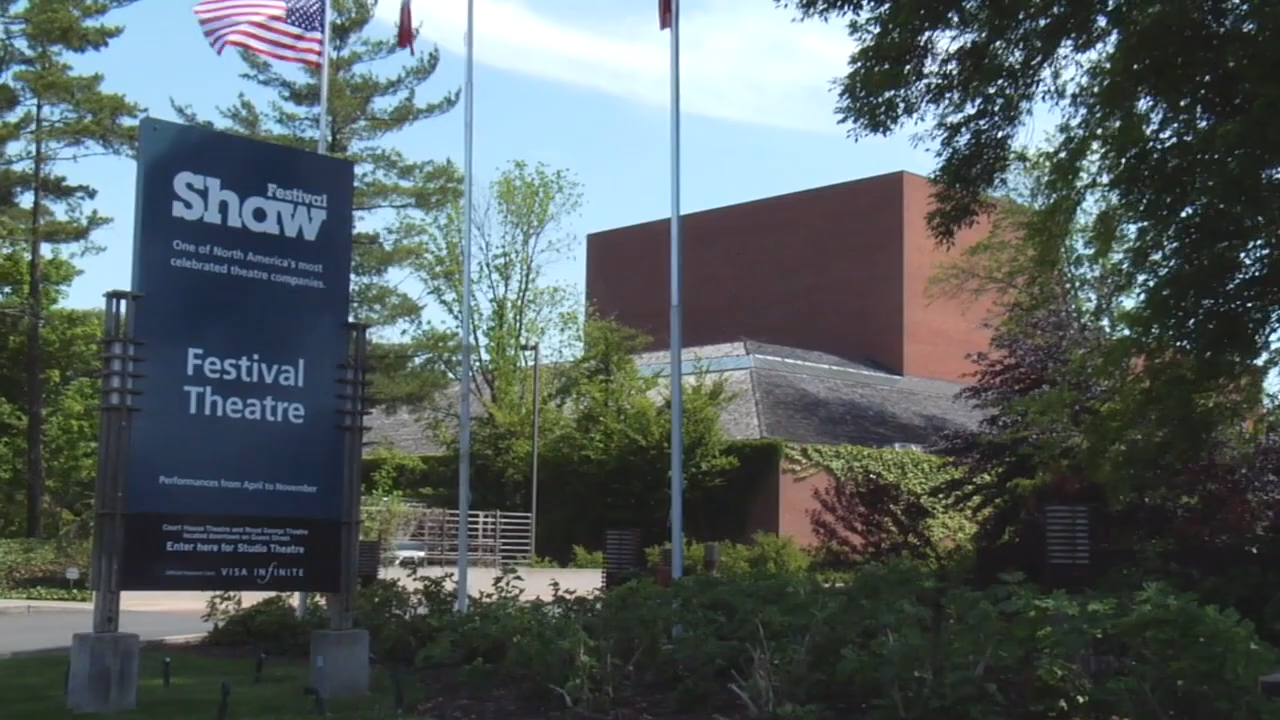 Festival
Shaw
One of North America's most
celebrated theatre companies.
Festival
Theatre
Performances from April to November
Court House Theatre and Royal George Theatre
located downtown on Queen Street
Enter here for Studio Theatre
VISA INFINITE